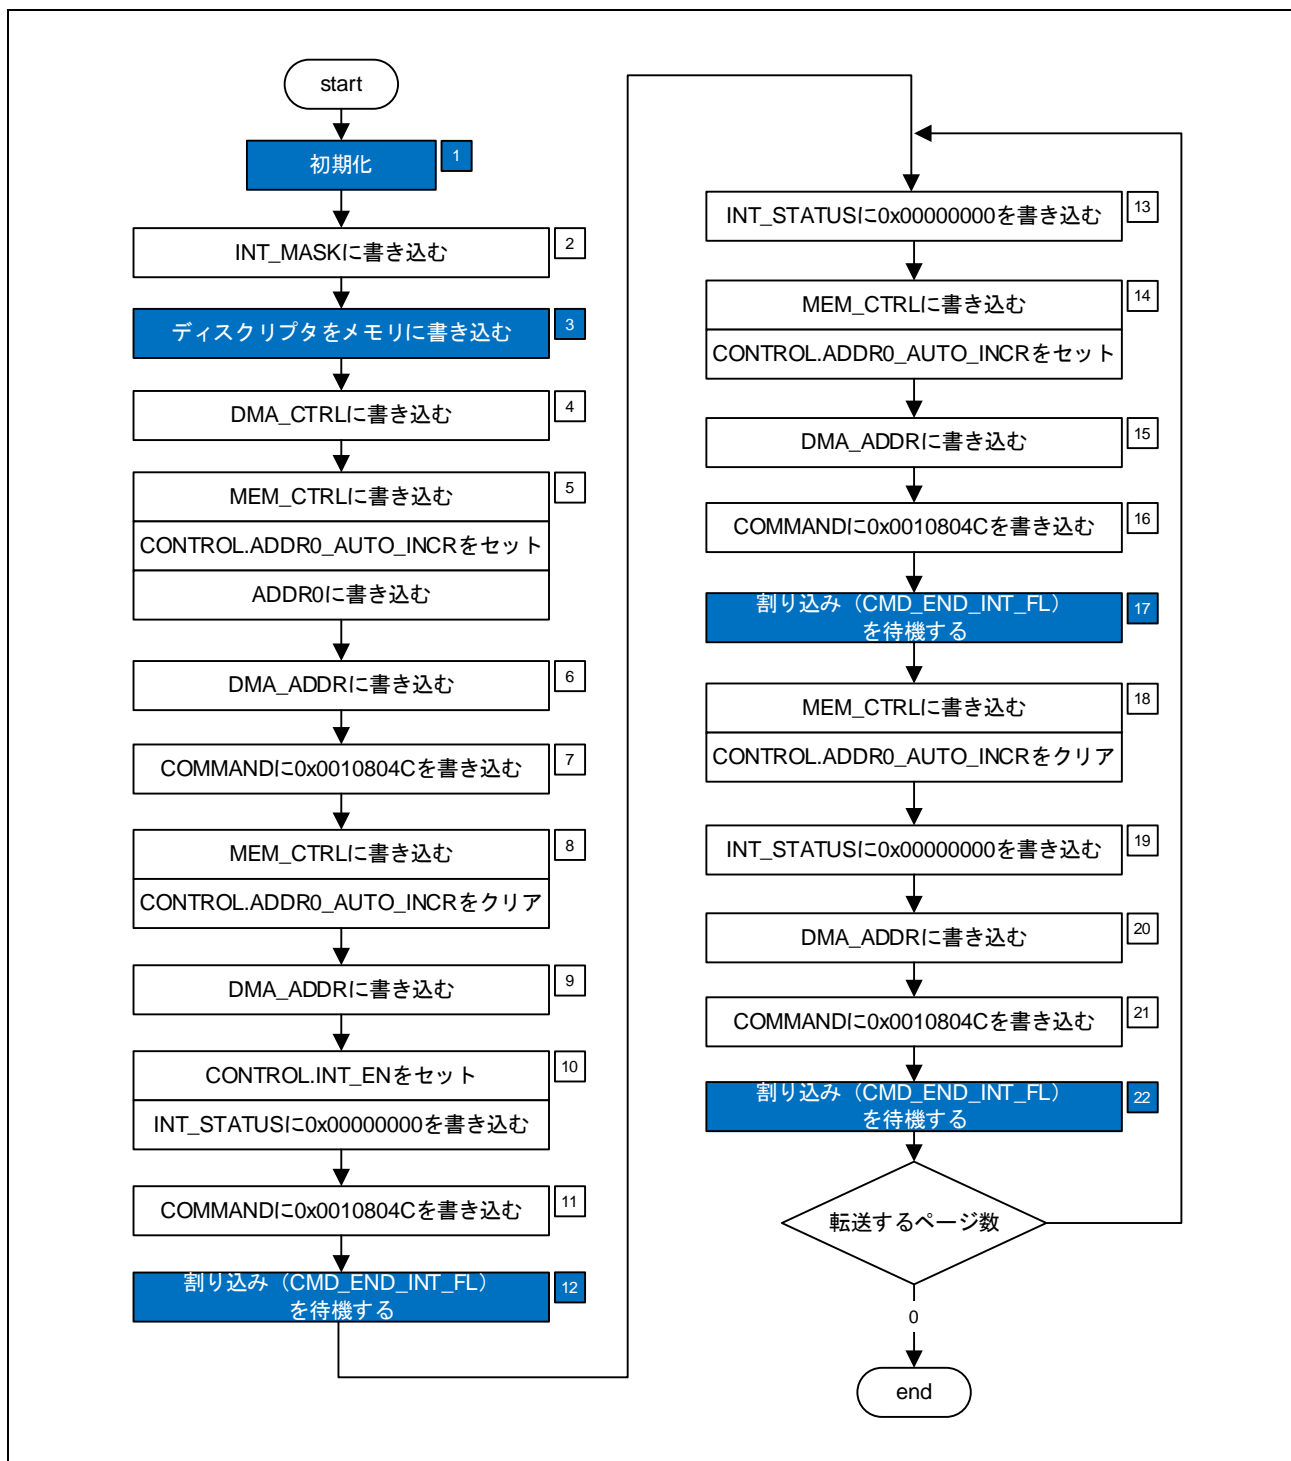 start
初期化
1
INT_MASKに書き込む
2
ディスクリプタをメモリに書き込む
3
DMA_CTRLに書き込む
4
MEM_CTRLに書き込む
5
CONTROL.ADDR0_AUTO_INCRをセット
ADDR0に書き込む
DMA_ADDRに書き込む
6
COMMANDに0x0010804Cを書き込む
7
MEM_CTRLに書き込む
8
CONTROL.ADDR0_AUTO_INCRをクリア
DMA_ADDRに書き込む
9
CONTROL.INT_ENをセット
10
INT_STATUSに0x00000000を書き込む
COMMANDに0x0010804Cを書き込む
11
割り込み（CMD_END_INT_FL）
を待機する
12
INT_STATUSに0x00000000を書き込む
13
MEM_CTRLに書き込む
14
CONTROL.ADDR0_AUTO_INCRをセット
DMA_ADDRに書き込む
15
COMMANDに0x0010804Cを書き込む
16
割り込み（CMD_END_INT_FL）
を待機する
17
MEM_CTRLに書き込む
18
CONTROL.ADDR0_AUTO_INCRをクリア
INT_STATUSに0x00000000を書き込む
19
DMA_ADDRに書き込む
20
COMMANDに0x0010804Cを書き込む
21
割り込み（CMD_END_INT_FL）
を待機する
22
転送するページ数
0
end